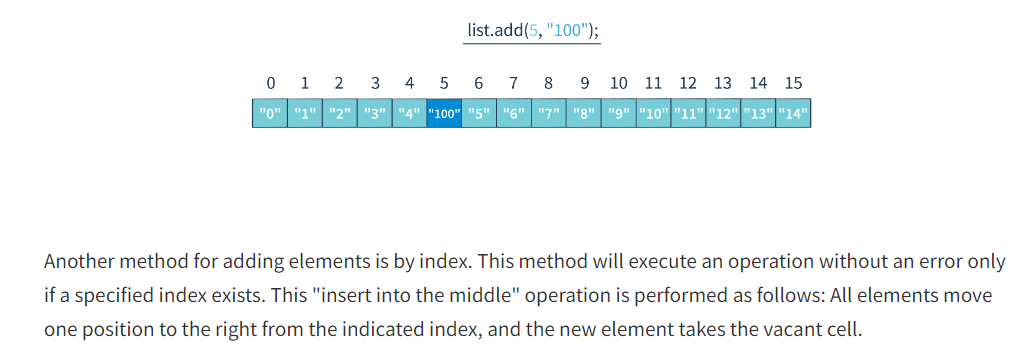 list.add(5, "100");
0 1 2 3 4 5 6 7 8 9 10 11 12 13 14 15
"0" "1" "2" "3" "4" "100" "5" "6" "7" "8" "9" "10" "11" "12" "13" "14"
Another method for adding elements is by index. This method will execute an operation without an error only
if a specified index exists. This "insert into the middle" operation is performed as follows: All elements move
one position to the right from the indicated index, and the new element takes the vacant cell.